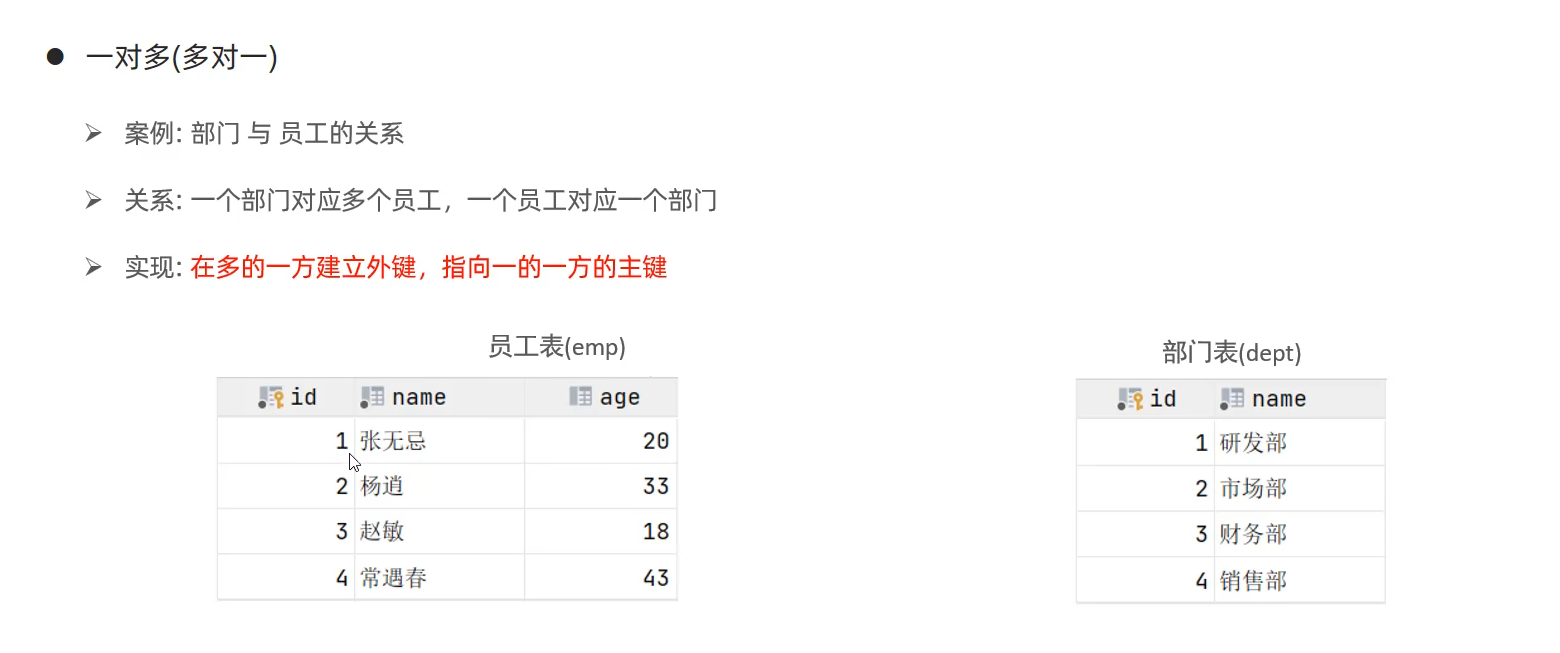 一对多(多对一)
案例: 部门 与 员工的关系
关系: 一个部门对应多个员工，一个员工对应一个部门
实现: 在多的一方建立外键，指向一的一方的主键
员工表(emp)
id name age
1 张无忌 20
2 杨逍 33
3 赵敏 18
4 常遇春 43
部门表(dept)
id name
1 研发部
2 市场部
3 财务部
4 销售部